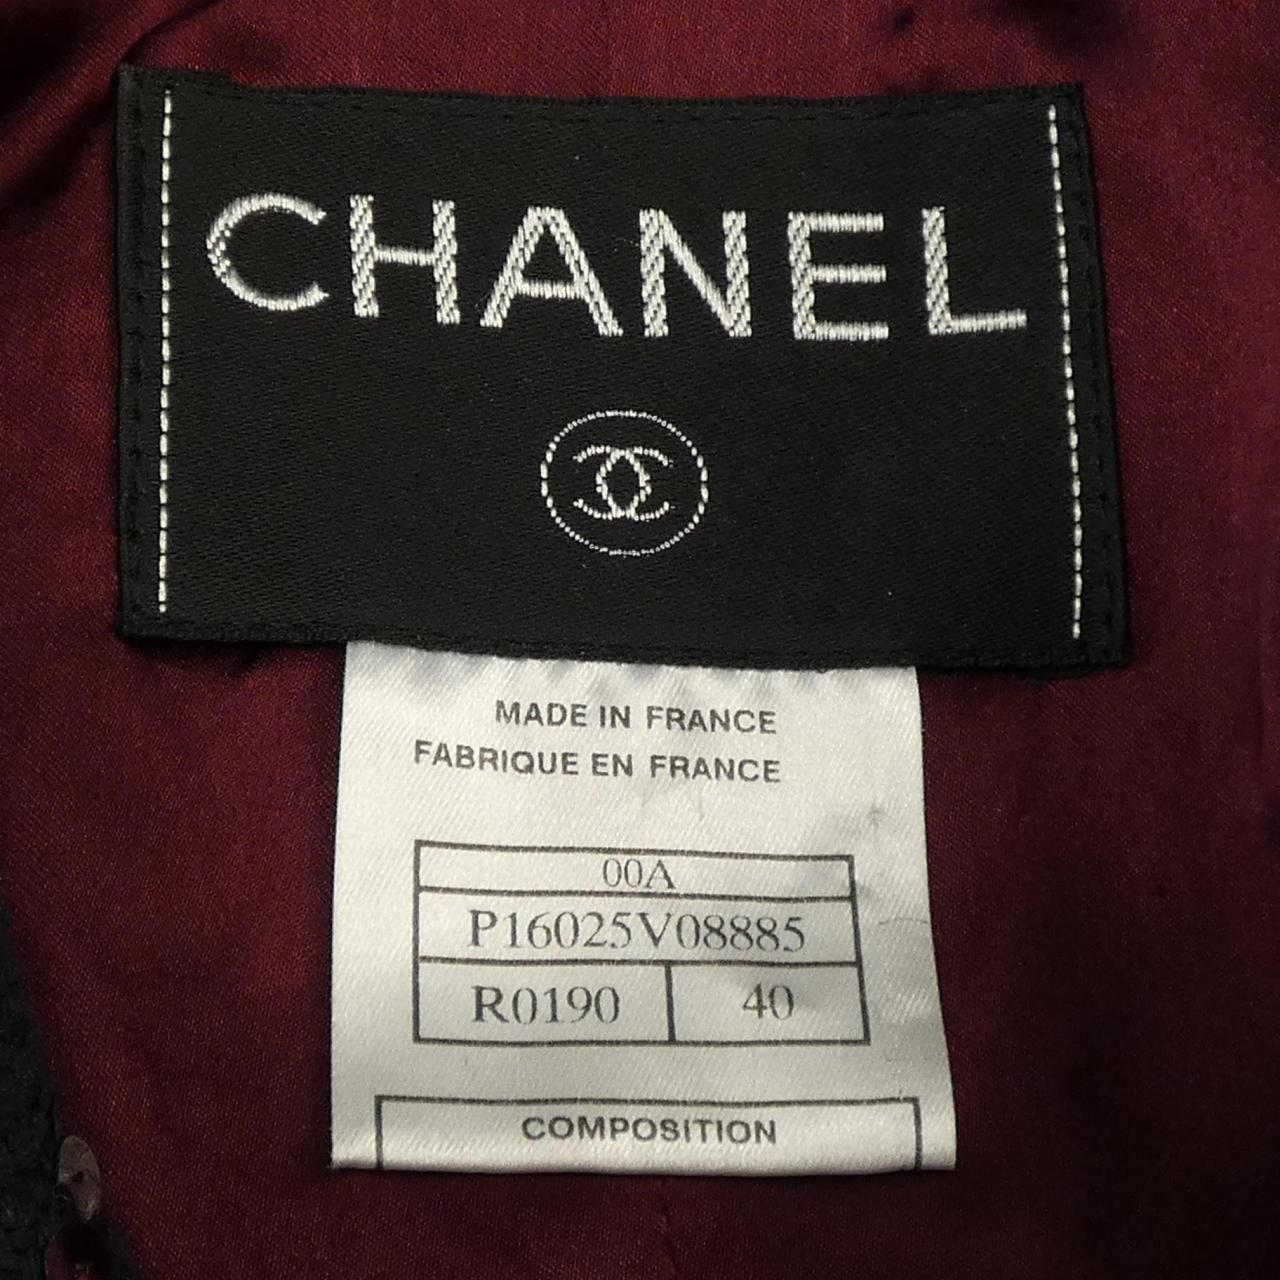 CHANEL
MADE IN FRANCE
FABRIQUE EN FRANCE
00A
P16025V08885
R0190 40
COMPOSITION